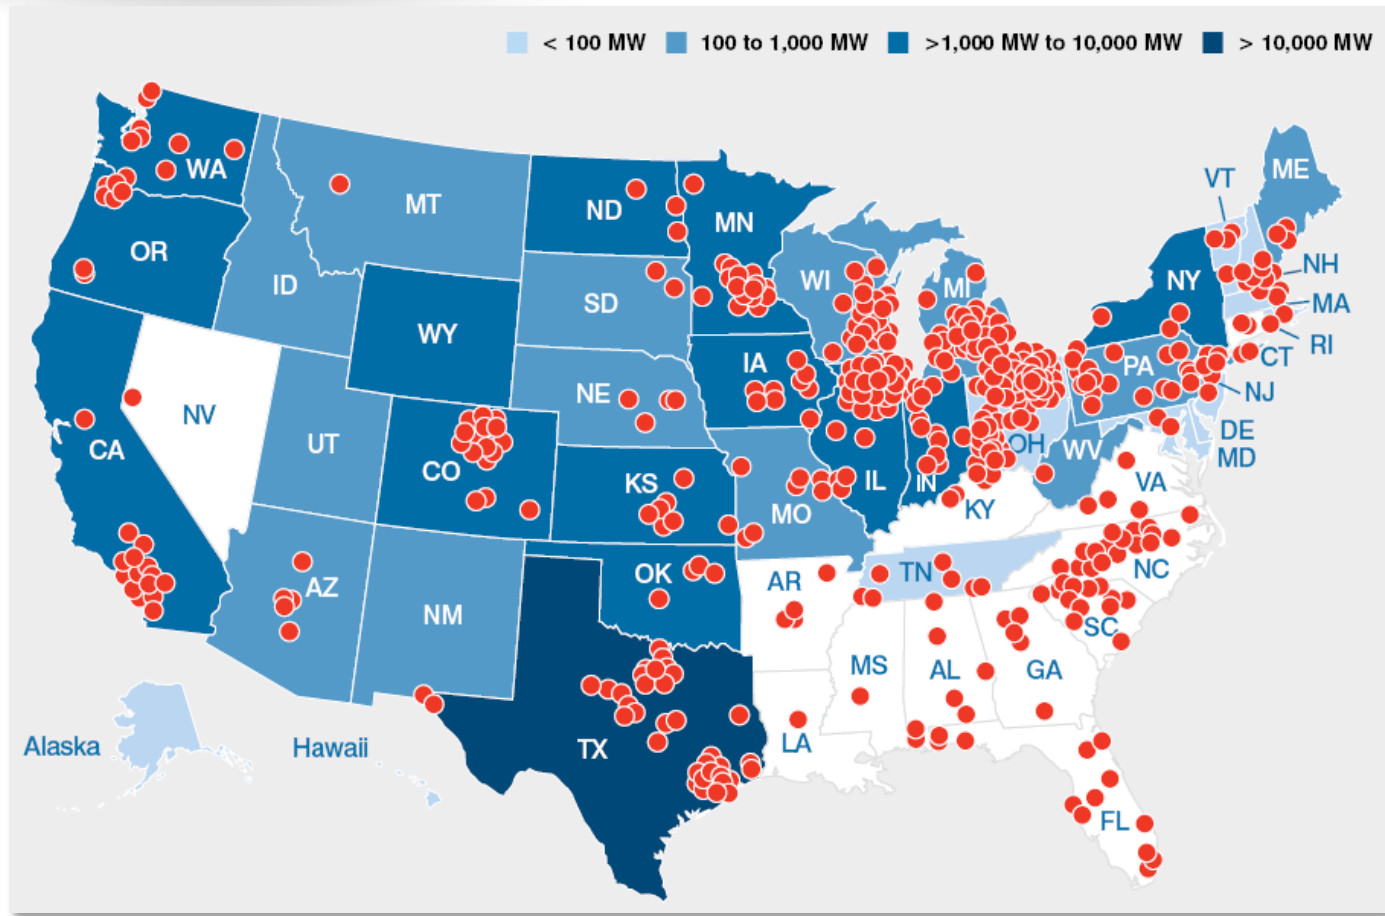 < 100 MW 100 to 1,000 MW >1,000 MW to 10,000 MW > 10,000 MW
WA
MT
ND
MN
VT
ME
OR
ID
SD
WI
MI
NY
NH
MA
WY
IA
PA
RI
CT
NV
NE
NJ
CA
UT
CO
KS
MO
IL
IN
OH
WV
DE
MD
VA
KY
AZ
NM
OK
AR
TN
NC
SC
MS
AL
GA
TX
LA
Alaska
Hawaii
FL